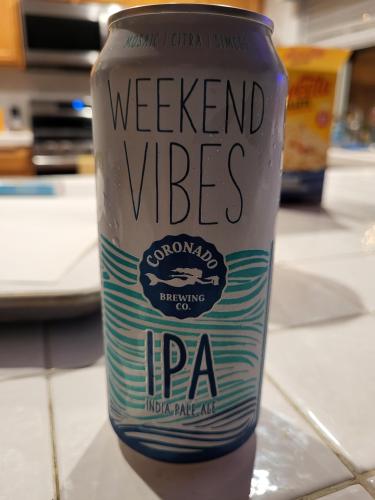 MOSAIC | CITRA | SIMCOE
WEEKEND
VIBES
CORONADO
BREWING
CO.
IPA
INDIA PALE ALE